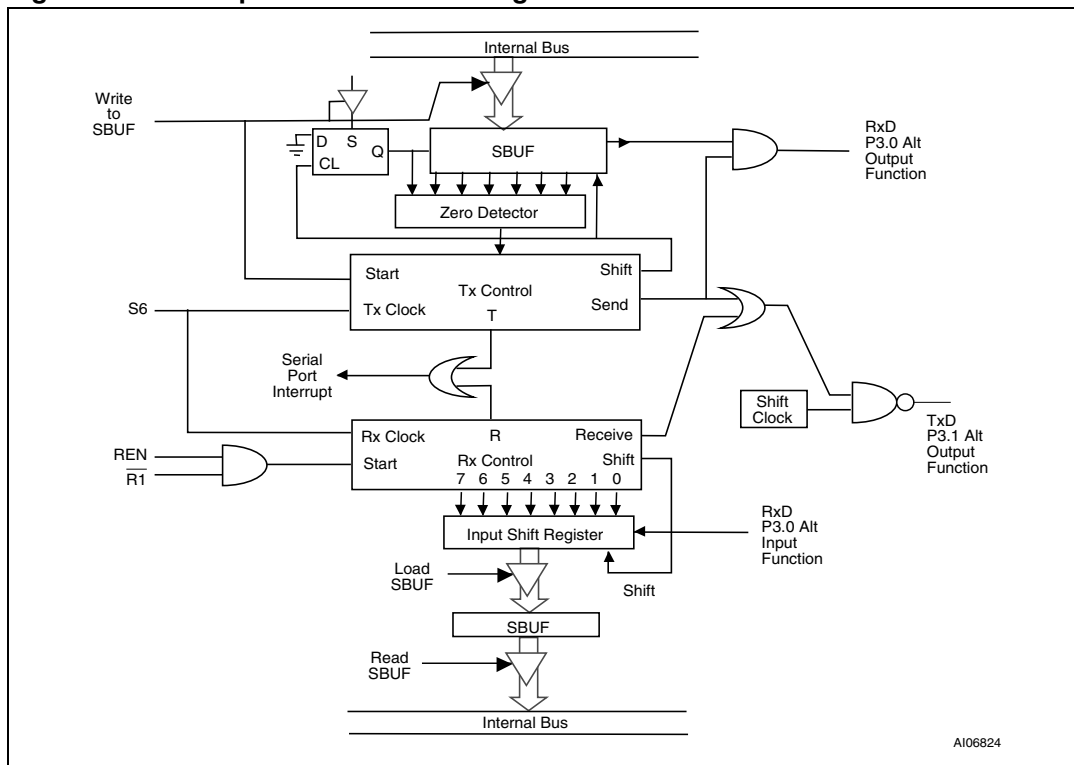 Internal Bus
Write
to
SBUF
D S
Q
CL
SBUF
RxD
P3.0 Alt
Output
Function
Zero Detector
Start
Shift
Tx Control
Tx Clock
Send
T
S6
Serial
Port
Interrupt
Shift
Clock
TxD
P3.1 Alt
Output
Function
Rx Clock
R
Receive
REN
R1
Start
Rx Control
Shift
7 6 5 4 3 2 1 0
RxD
P3.0 Alt
Input
Function
Input Shift Register
Load
SBUF
Shift
SBUF
Read
SBUF
Internal Bus
AI06824